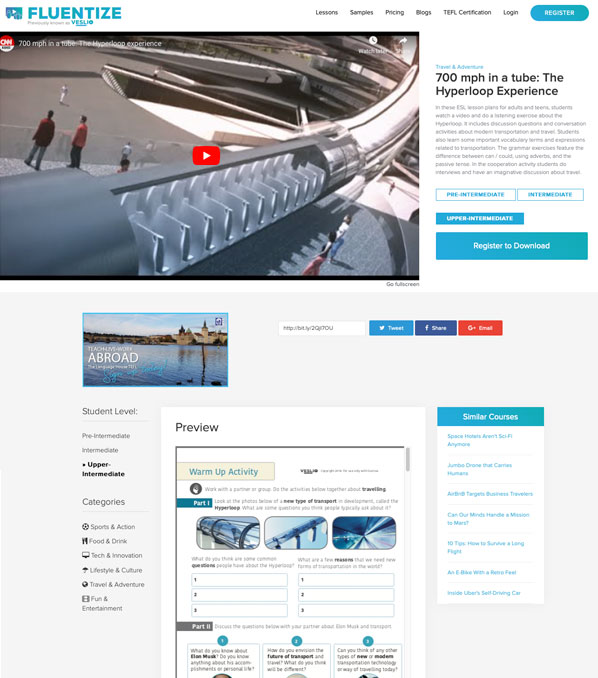 FLUENTIZE
Previously known as VESLIO
Lessons Samples Pricing Blogs TEFL Certification Login REGISTER
CNN
700 mph in a tube: The Hyperloop experience
Watch later
Travel & Adventure
700 mph in a tube: The
Hyperloop Experience
In these ESL lesson plans for adults and teens, students
watch a video and do a listening exercise about the
Hyperloop. It includes discussion questions and conversation
activities about modern transportation and travel. Students
also learn some important vocabulary terms and expressions
related to transportation. The grammar exercises feature the
difference between can / could, using adverbs, and the
passive tense. In the cooperation activity students do
interviews and have an imaginative discussion about travel.
PRE-INTERMEDIATE INTERMEDIATE
UPPER-INTERMEDIATE
Register to Download
Go fullscreen
TEACH-LIVE-WORK
ABROAD
The Language House TEFL
http://bit.ly/2QjI7OU
Tweet
Share
Email
Student Level:
Pre-Intermediate
Intermediate
» Upper-
Intermediate
Categories
Sports & Action
Food & Drink
Tech & Innovation
Lifestyle & Culture
Travel & Adventure
Fun &
Entertainment
Preview
Warm Up Activity
VESLIO
Work with a partner or group. Do the activities below together about travelling.
Part I
Look at the photos below of a new type of transport in development, called the
Hyperloop. What are some questions you think people typically ask about it?
What do you think are some common
questions people have about the Hyperloop?
1
2
3
What are a few reasons that we need new
forms of transportation in the world?
1
2
3
Part II
Discuss the questions below with your partner about Elon Musk and transport.
1
What do you know about
Elon Musk? Do you know
anything about his accom-
plishments or personal life?
2
How do you envision the
future of transport and
travel? What do you think
will be different?
3
Can you think of any other
types of new or modern
transportation technology
or way of travelling today?
Similar Courses
Space Hotels Aren't Sci-Fi
Anymore
Jumbo Drone that Carries
Humans
AirBnB Targets Business Travelers
Can Our Minds Handle a Mission
to Mars?
10 Tips: How to Survive a Long
Flight
An E-Bike With a Retro Feel
Inside Uber's Self Driving Car